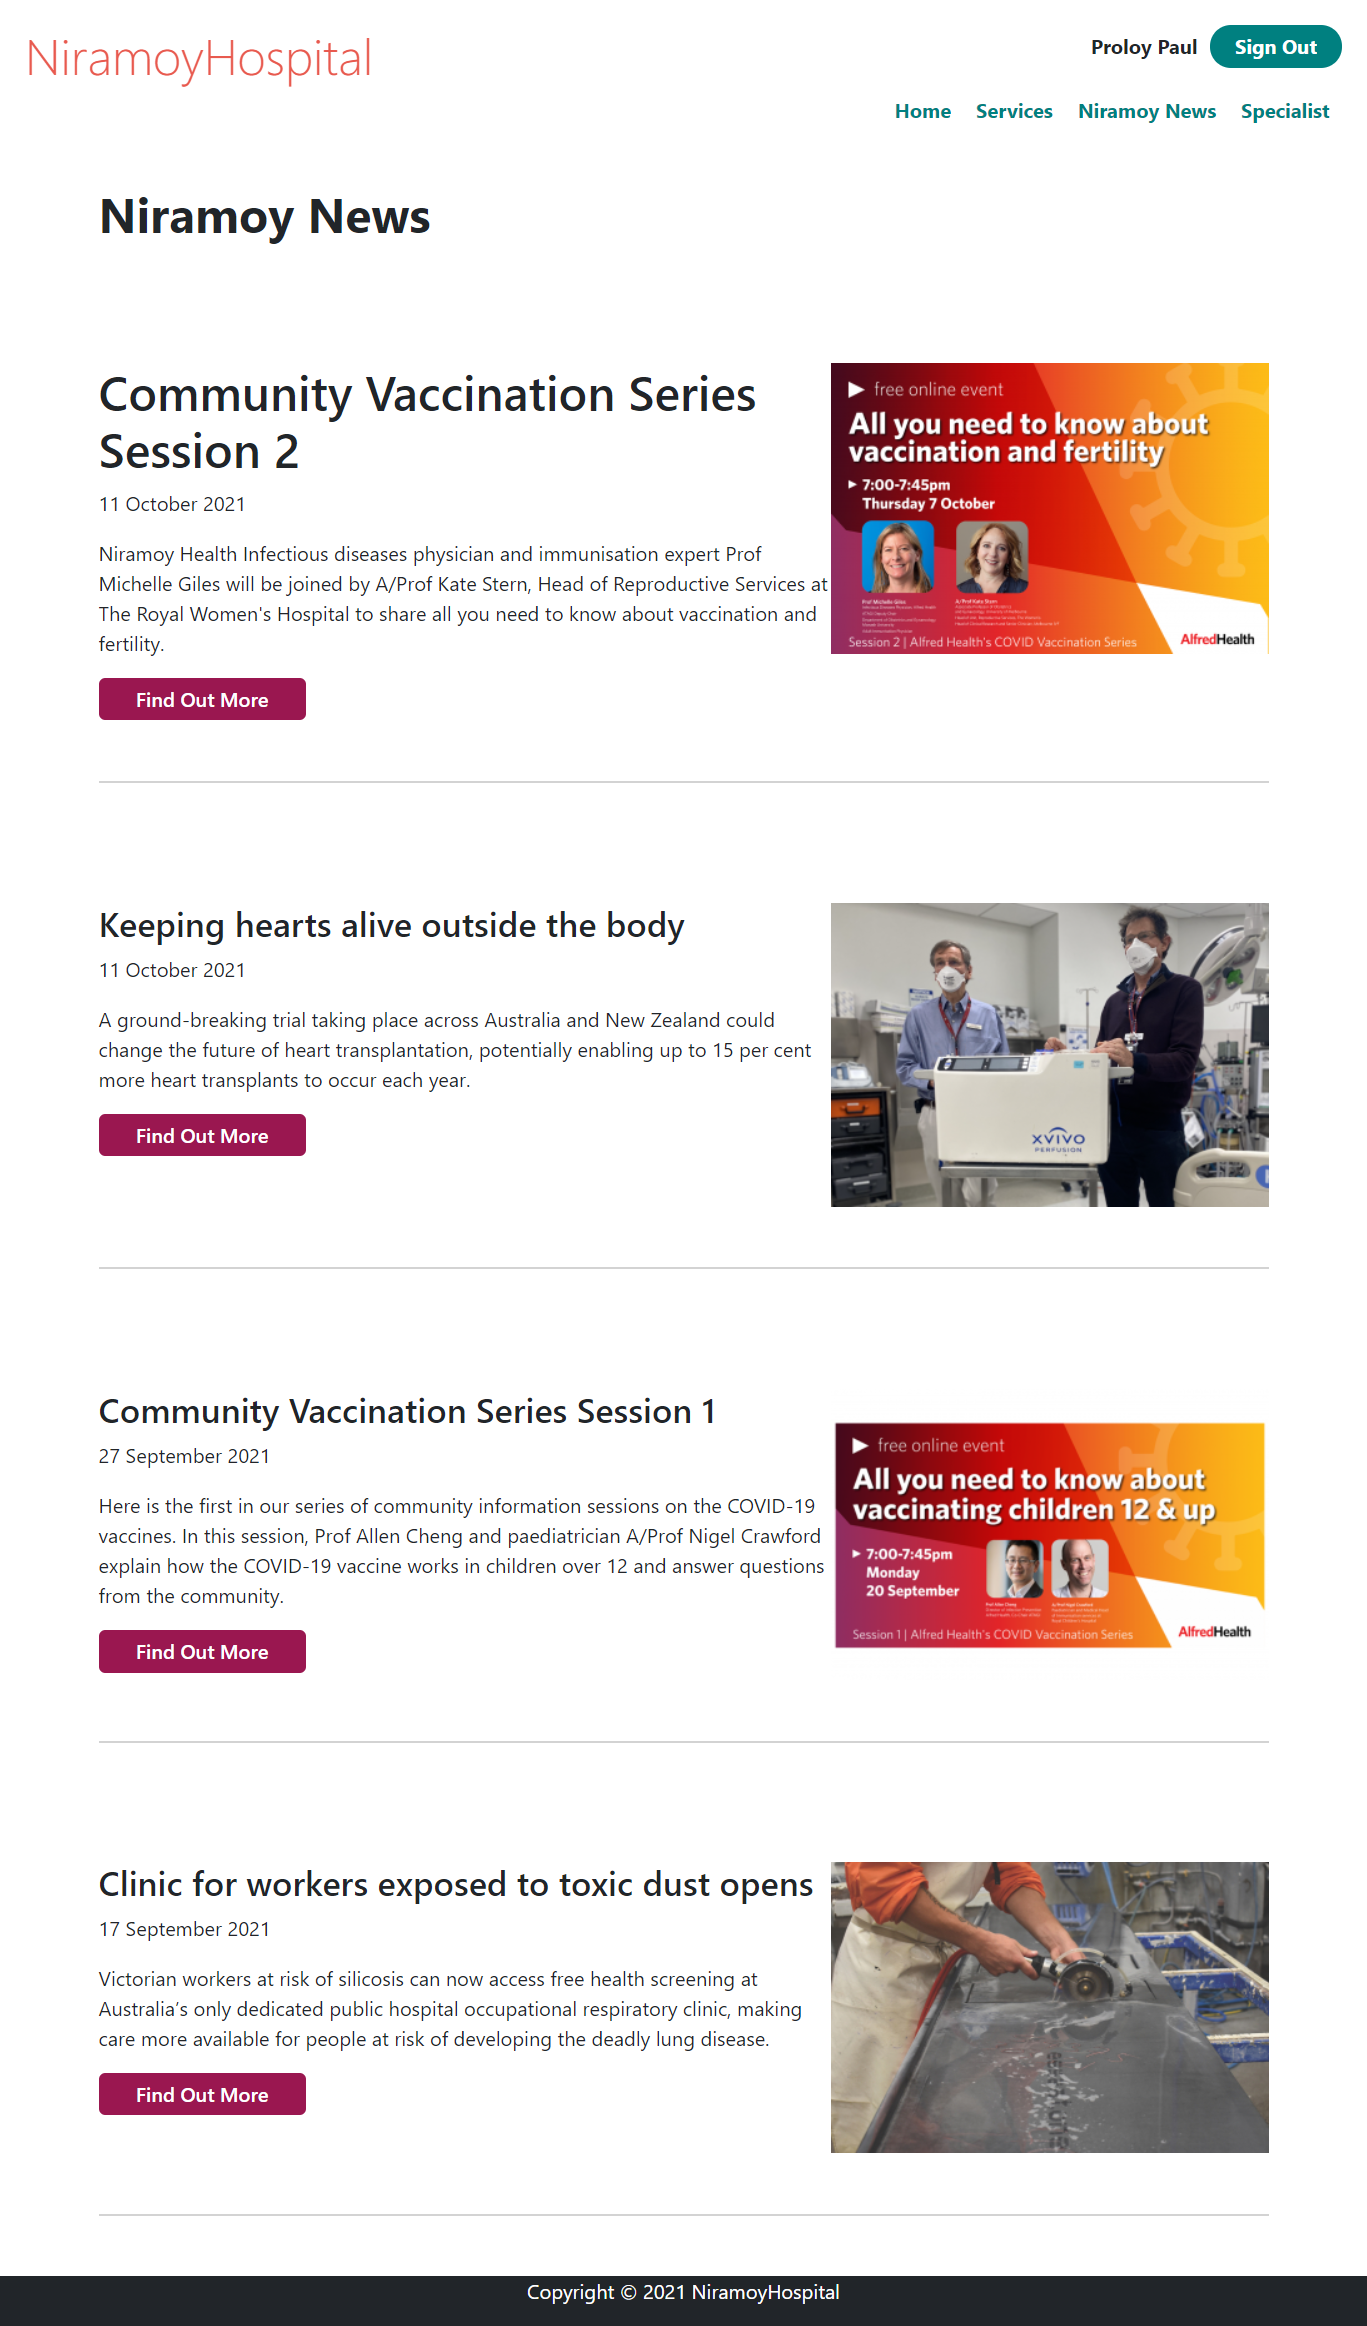 NiramoyHospital
Proloy Paul
Sign Out
Home
Services
Niramoy News
Specialist
Niramoy News
Community Vaccination Series
Session 2
11 October 2021
Niramoy Health Infectious diseases physician and immunisation expert Prof
Michelle Giles will be joined by A/Prof Kate Stern, Head of Reproductive Services at
The Royal Women's Hospital to share all you need to know about vaccination and
fertility.
Find Out More
free online event
All you need to know about
vaccination and fertility
7:00-7:45pm
Thursday 7 October
Prof Michelle Giles
A/Prof Kate Stern
Session 2 | Alfred Health's COVID Vaccination Series
AlfredHealth
Keeping hearts alive outside the body
11 October 2021
A ground-breaking trial taking place across Australia and New Zealand could
change the future of heart transplantation, potentially enabling up to 15 per cent
more heart transplants to occur each year.
Find Out More
XVIVO
PERFUSION
Community Vaccination Series Session 1
27 September 2021
Here is the first in our series of community information sessions on the COVID-19
vaccines. In this session, Prof Allen Cheng and paediatrician A/Prof Nigel Crawford
explain how the COVID-19 vaccine works in children over 12 and answer questions
from the community.
Find Out More
free online event
All you need to know about
vaccinating children 12 & up
7:00-7:45pm
Monday
20 September
Session 1 | Alfred Health's COVID Vaccination Series
AlfredHealth
Clinic for workers exposed to toxic dust opens
17 September 2021
Victorian workers at risk of silicosis can now access free health screening at
Australia’s only dedicated public hospital occupational respiratory clinic, making
care more available for people at risk of developing the deadly lung disease.
Find Out More
Copyright © 2021 NiramoyHospital